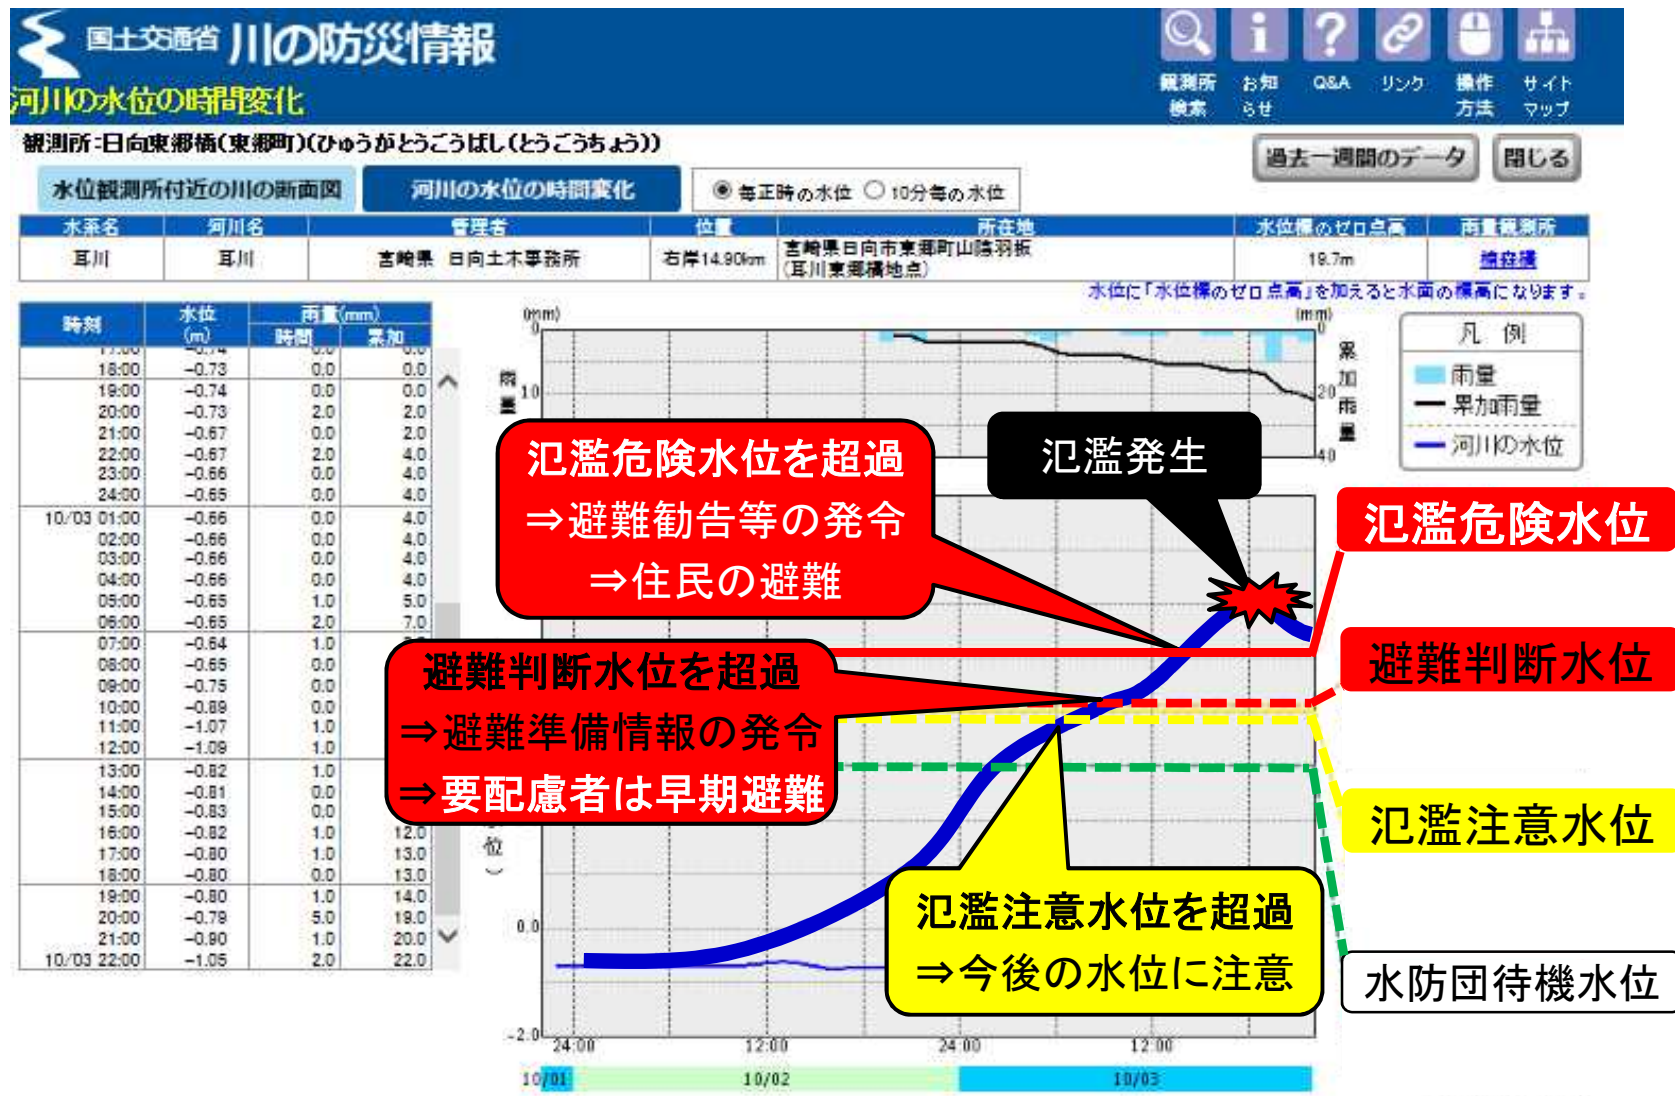 国土交通省 川の防災情報
観測所検索
お知らせ
Q&A
リンク
操作方法
サイトマップ
河川の水位の時間変化
観測所:日向東郷橋(東郷町)(ひゅうがとうごうばし(とうごうちょう))
過去一週間のデータ 閉じる
水位観測所付近の川の断面図 河川の水位の時間変化 毎正時の水位 10分毎の水位
水系名 河川名 管理者 位置 所在地 水位標のゼロ点高 雨量観測所
耳川 耳川 宮崎県 日向土木事務所 右岸14.90km 宮崎県日向市東郷町山陰羽板 19.7m
(耳川東郷橋地点)
水位に「水位標のゼロ点高」を加えると水面の標高になります。
時刻 水位(m) 雨量(mm)
時間 累加
17:00 -0.74 0.0 0.0
18:00 -0.73 0.0 0.0
19:00 -0.74 0.0 0.0
20:00 -0.73 2.0 2.0
21:00 -0.67 0.0 2.0
22:00 -0.67 2.0 4.0
23:00 -0.66 0.0 4.0
24:00 -0.65 0.0 4.0
10/03 01:00 -0.66 0.0 4.0
02:00 -0.66 0.0 4.0
03:00 -0.66 0.0 4.0
04:00 -0.66 0.0 4.0
05:00 -0.65 1.0 5.0
06:00 -0.65 2.0 7.0
07:00 -0.64 1.0
08:00 -0.65 0.0
09:00 -0.75 0.0
10:00 -0.89 0.0
11:00 -1.07 1.0
12:00 -1.09 1.0
13:00 -0.82 1.0
14:00 -0.81 0.0
15:00 -0.83 0.0
16:00 -0.82 1.0 12.0
17:00 -0.80 1.0 13.0
18:00 -0.80 0.0 13.0
19:00 -0.80 1.0 14.0
20:00 -0.79 5.0 19.0
21:00 -0.90 1.0 20.0
10/03 22:00 -1.05 2.0 22.0
(mm) (mm)
0 0
雨量
10 20
40
累加雨量
凡 例
雨量
累加雨量
河川の水位
氾濫危険水位を超過
⇒避難勧告等の発令
⇒住民の避難
氾濫発生
氾濫危険水位
避難判断水位を超過
⇒避難準備情報の発令
⇒要配慮者は早期避難
避難判断水位
氾濫注意水位
氾濫注意水位を超過
⇒今後の水位に注意
水防団待機水位
位
)
0.0
-2.0
24:00 12:00 24:00 12:00
10/01 10/02 10/03